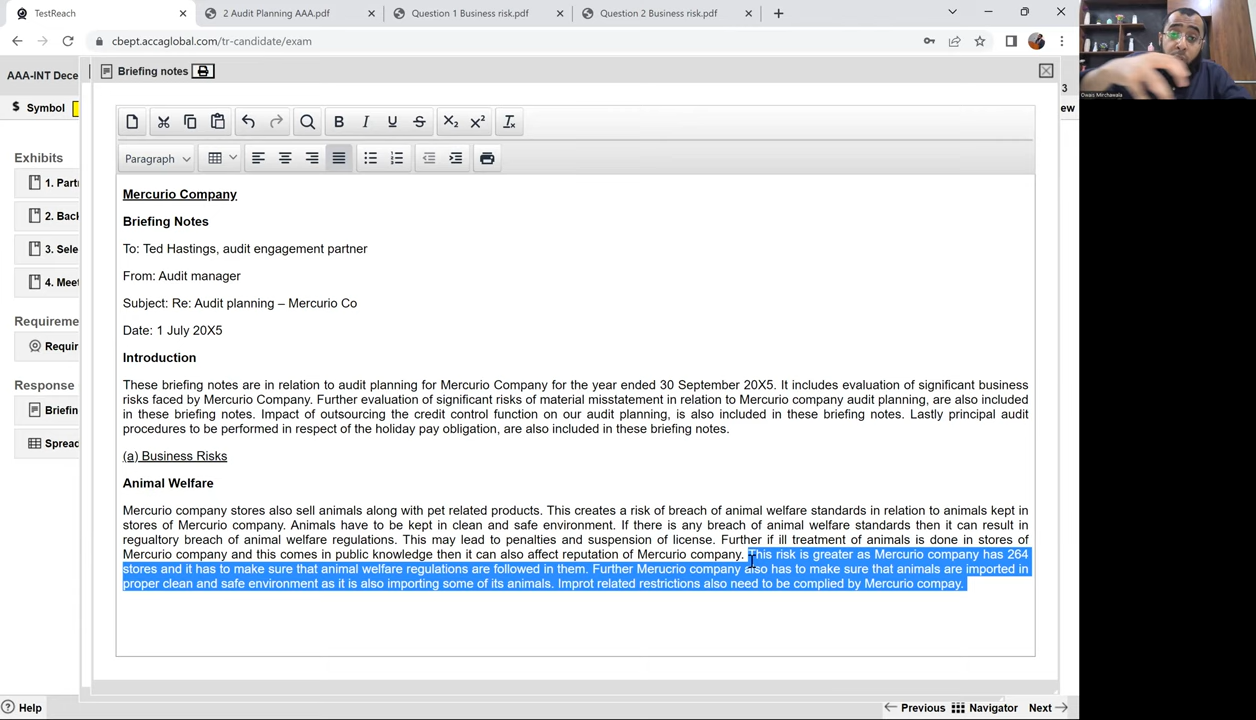 TestReach
2 Audit Planning AAA.pdf
Question 1 Business risk.pdf
Question 2 Business risk.pdf
cbept.accaglobal.com/tr-candidate/exam
AAA-INT Dece
Briefing notes
3
$ Symbol
ew
B I U S X₂ X² Tx
Exhibits
Paragraph
1. Part
2. Bac
3. Sele
4. Meet
Requireme
Requir
Response
Briefin
Spread
Mercurio Company
Briefing Notes
To: Ted Hastings, audit engagement partner
From: Audit manager
Subject: Re: Audit planning – Mercurio Co
Date: 1 July 20X5
Introduction
These briefing notes are in relation to audit planning for Mercurio Company for the year ended 30 September 20X5. It includes evaluation of significant business
risks faced by Mercurio Company. Further evaluation of significant risks of material misstatement in relation to Mercurio company audit planning, are also included
in these briefing notes. Impact of outsourcing the credit control function on our audit planning, is also included in these briefing notes. Lastly principal audit
procedures to be performed in respect of the holiday pay obligation, are also included in these briefing notes.
(a) Business Risks
Animal Welfare
Mercurio company stores also sell animals along with pet related products. This creates a risk of breach of animal welfare standards in relation to animals kept in
stores of Mercurio company. Animals have to be kept in clean and safe environment. If there is any breach of animal welfare standards then it can result in
regualtory breach of animal welfare regulations. This may lead to penalties and suspension of license. Further if ill treatment of animals is done in stores of
Mercurio company and this comes in public knowledge then it can also affect reputation of Mercurio company. This risk is greater as Mercurio company has 264
stores and it has to make sure that animal welfare regulations are followed in them. Further Merucrio company also has to make sure that animals are imported in
proper clean and safe environment as it is also importing some of its animals. Improt related restrictions also need to be complied by Mercurio compay.
Help
Previous
Navigator
Next
Owais Mirchawala